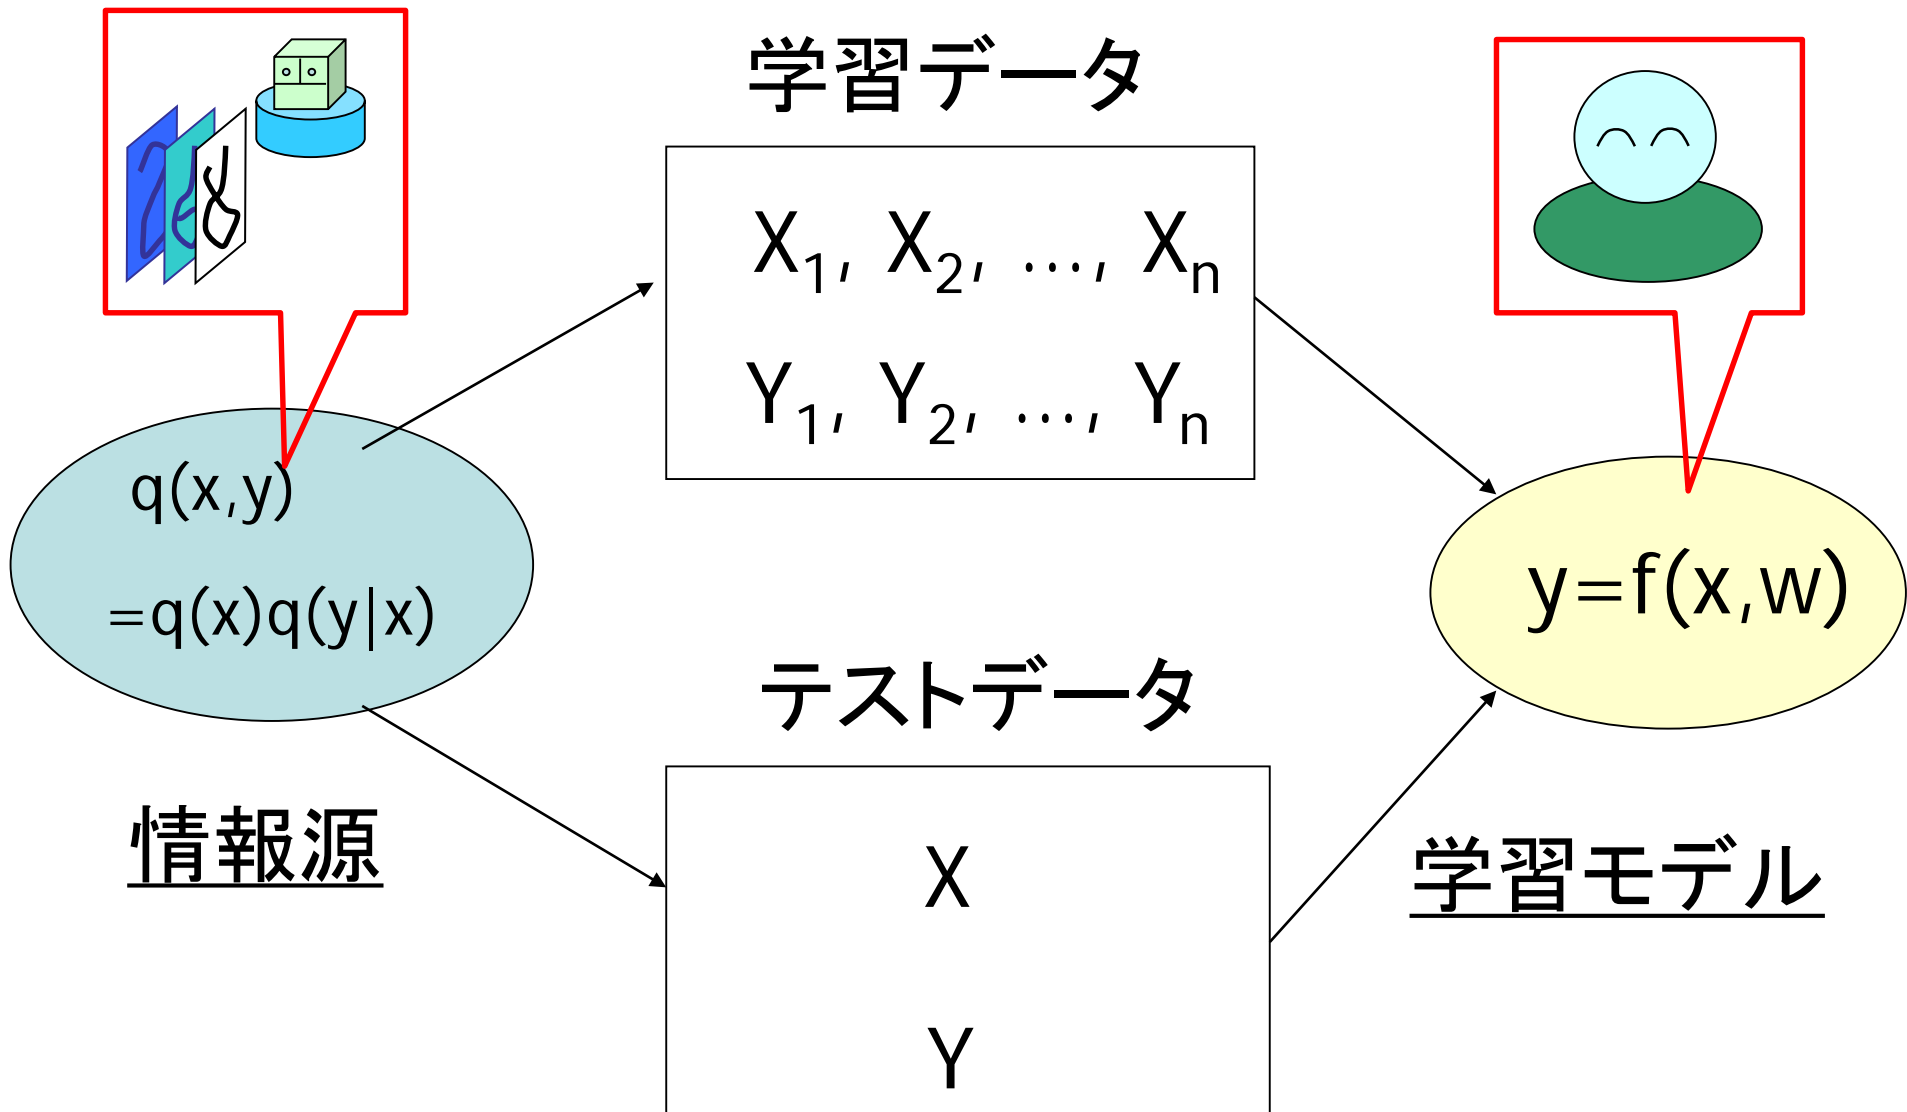 学習データ
X₁, X₂, …, Xₙ
Y₁, Y₂, …, Yₙ
q(x,y)
=q(x)q(y|x)
情報源
テストデータ
X
Y
y=f(x,w)
学習モデル